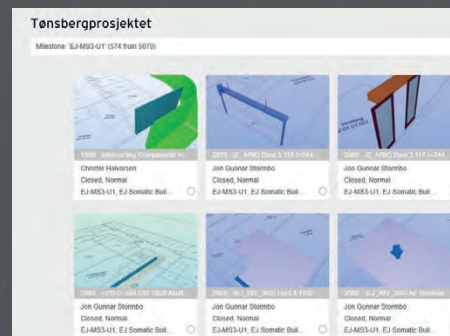 Tønsbergprosjektet
Milestone: 'EJ-MS3-U1' (574 from 5070)
Christer Halvorsen
Closed, Normal
EJ-MS3-U1, EJ Somatic Buil...
Jon Gunnar Stormbo
Closed, Normal
EJ-MS3-U1, EJ Somatic Buil...
Jon Gunnar Stormbo
Closed, Normal
EJ-MS3-U1, EJ Somatic Buil...
Jon Gunnar Stormbo
Closed, Normal
EJ-MS3-U1, EJ Somatic Buil...
Jon Gunnar Stormbo
Closed, Normal
EJ-MS3-U1, EJ Somatic Buil...
Jon Gunnar Stormbo
Closed, Normal
EJ-MS3-U1, EJ Somatic Buil...